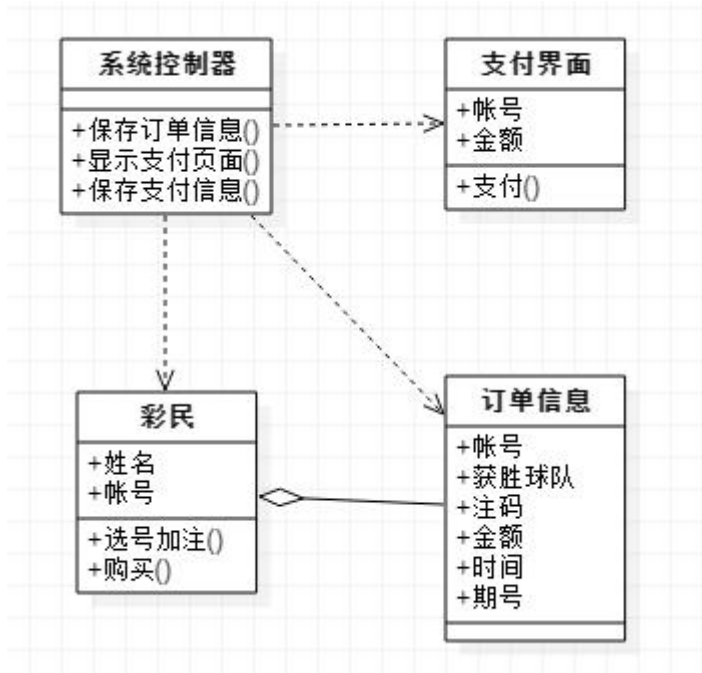 系统控制器
+保存订单信息()
+显示支付页面()
+保存支付信息()
支付界面
+帐号
+金额
+支付()
彩民
+姓名
+帐号
+选号加注()
+购买()
订单信息
+帐号
+获胜球队
+注码
+金额
+时间
+期号